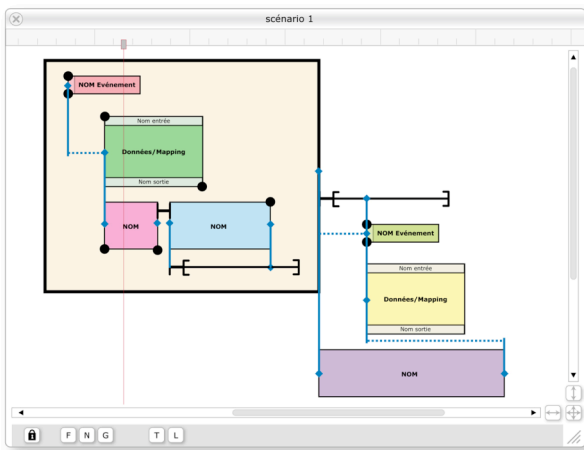 scénario 1
NOM Evénement
Nom entrée
Données/Mapping
Nom sortie
NOM
NOM
NOM Evénement
Nom entrée
Données/Mapping
Nom sortie
NOM
F N G T L